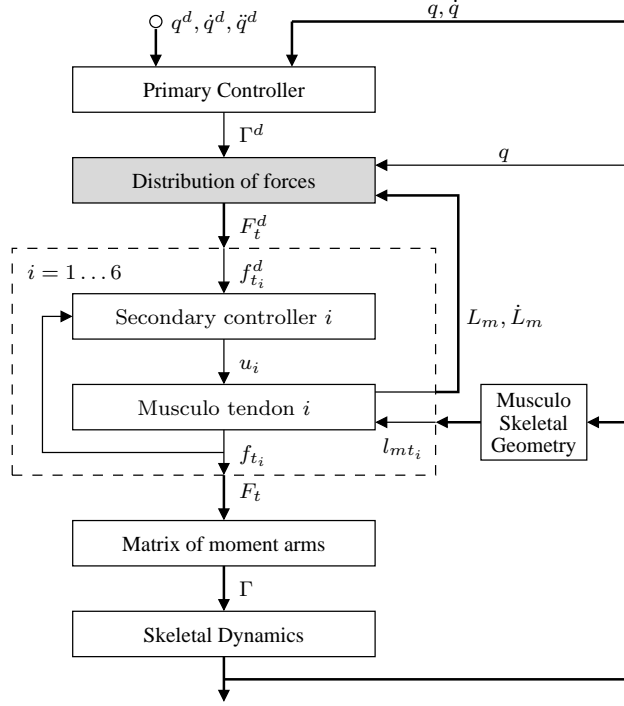 q^d, q̇^d, q̈^d
q, q̇
Primary Controller
Γ^d
q
Distribution of forces
F_t^d
i = 1 … 6
f_{t_i}^d
Secondary controller i
L_m, L̇_m
u_i
Musculo tendon i
Musculo
Skeletal
Geometry
l_{mt_i}
f_{t_i}
F_t
Matrix of moment arms
Γ
Skeletal Dynamics